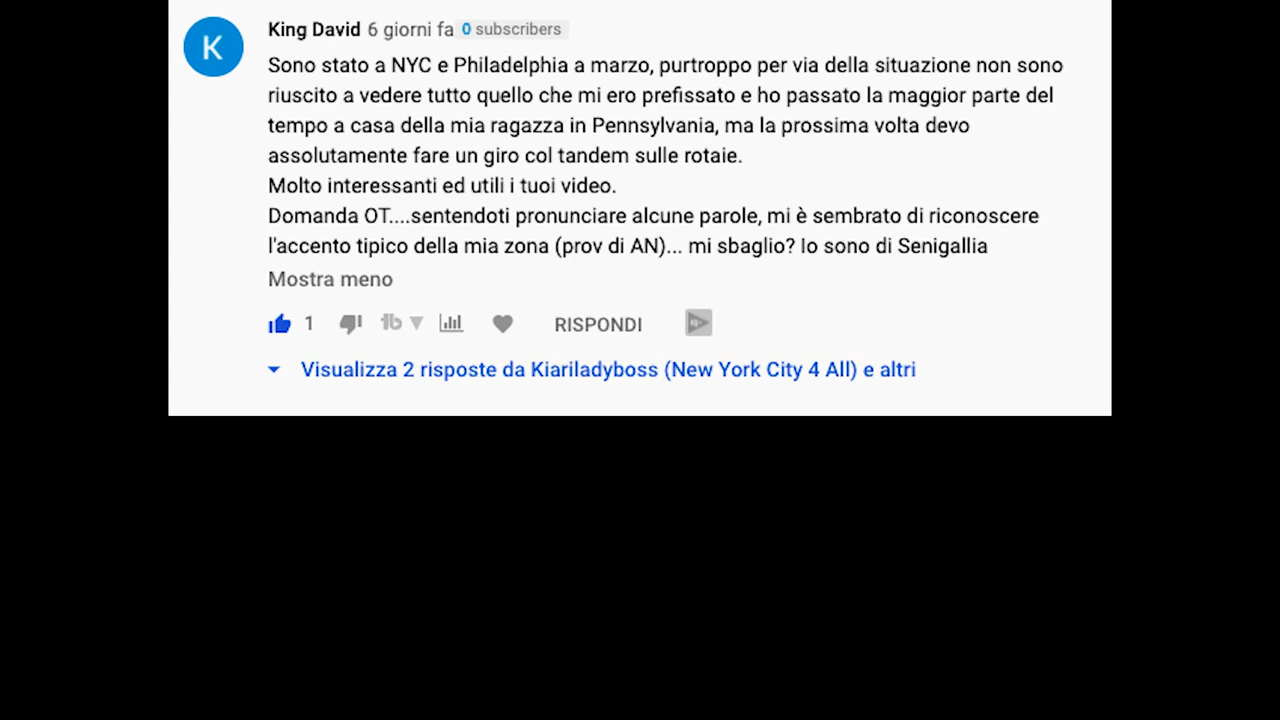 K
King David 6 giorni fa 0 subscribers
Sono stato a NYC e Philadelphia a marzo, purtroppo per via della situazione non sono
riuscito a vedere tutto quello che mi ero prefissato e ho passato la maggior parte del
tempo a casa della mia ragazza in Pennsylvania, ma la prossima volta devo
assolutamente fare un giro col tandem sulle rotaie.
Molto interessanti ed utili i tuoi video.
Domanda OT....sentendoti pronunciare alcune parole, mi è sembrato di riconoscere
l'accento tipico della mia zona (prov di AN)... mi sbaglio? Io sono di Senigallia
Mostra meno
1 tb RISPONDI
Visualizza 2 risposte da Kiariladyboss (New York City 4 All) e altri